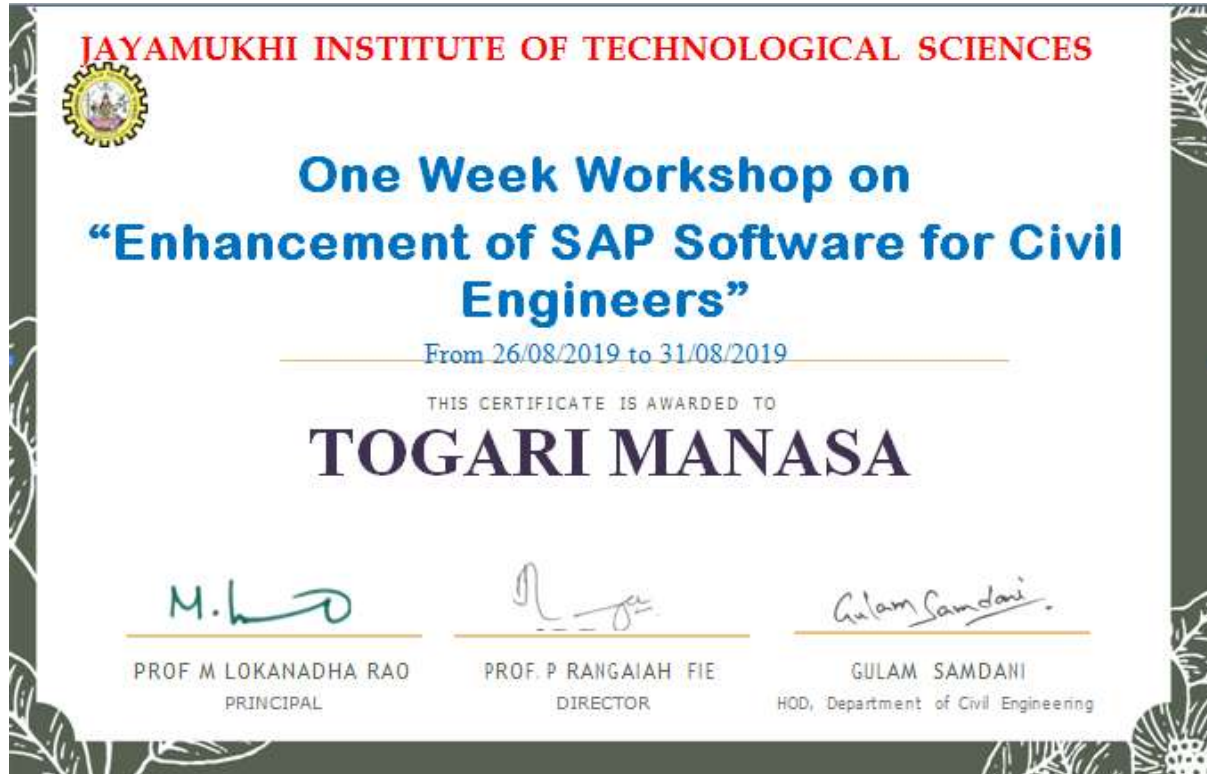 JAYAMUKHI INSTITUTE OF TECHNOLOGICAL SCIENCES
One Week Workshop on
“Enhancement of SAP Software for Civil
Engineers”
From 26/08/2019 to 31/08/2019
THIS CERTIFICATE IS AWARDED TO
TOGARI MANASA
Gulam Samdani.
PROF M LOKANADHA RAO
PRINCIPAL
PROF. P RANGAIAH FIE
DIRECTOR
GULAM SAMDANI
HOD, Department of Civil Engineering